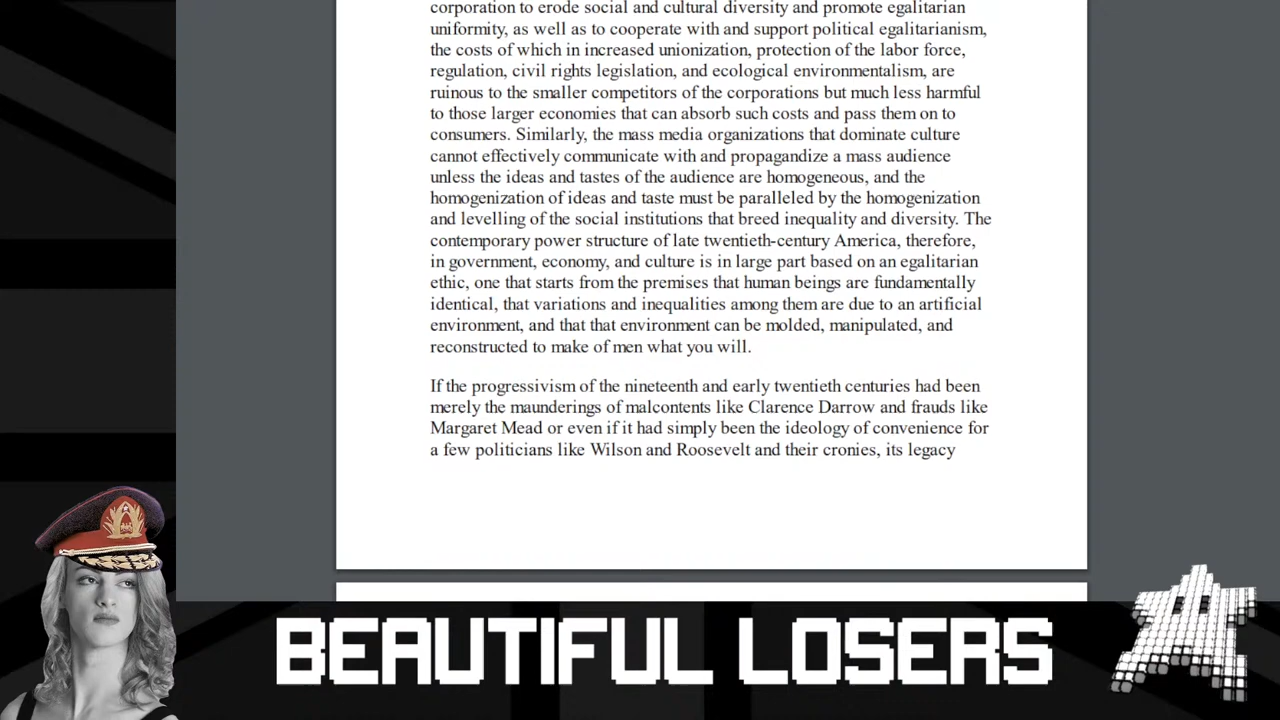 corporation to erode social and cultural diversity and promote egalitarian
uniformity, as well as to cooperate with and support political egalitarianism,
the costs of which in increased unionization, protection of the labor force,
regulation, civil rights legislation, and ecological environmentalism, are
ruinous to the smaller competitors of the corporations but much less harmful
to those larger economies that can absorb such costs and pass them on to
consumers. Similarly, the mass media organizations that dominate culture
cannot effectively communicate with and propagandize a mass audience
unless the ideas and tastes of the audience are homogeneous, and the
homogenization of ideas and taste must be paralleled by the homogenization
and levelling of the social institutions that breed inequality and diversity. The
contemporary power structure of late twentieth-century America, therefore,
in government, economy, and culture is in large part based on an egalitarian
ethic, one that starts from the premises that human beings are fundamentally
identical, that variations and inequalities among them are due to an artificial
environment, and that that environment can be molded, manipulated, and
reconstructed to make of men what you will.
If the progressivism of the nineteenth and early twentieth centuries had been
merely the maunderings of malcontents like Clarence Darrow and frauds like
Margaret Mead or even if it had simply been the ideology of convenience for
a few politicians like Wilson and Roosevelt and their cronies, its legacy
BEAUTIFUL LOSERS